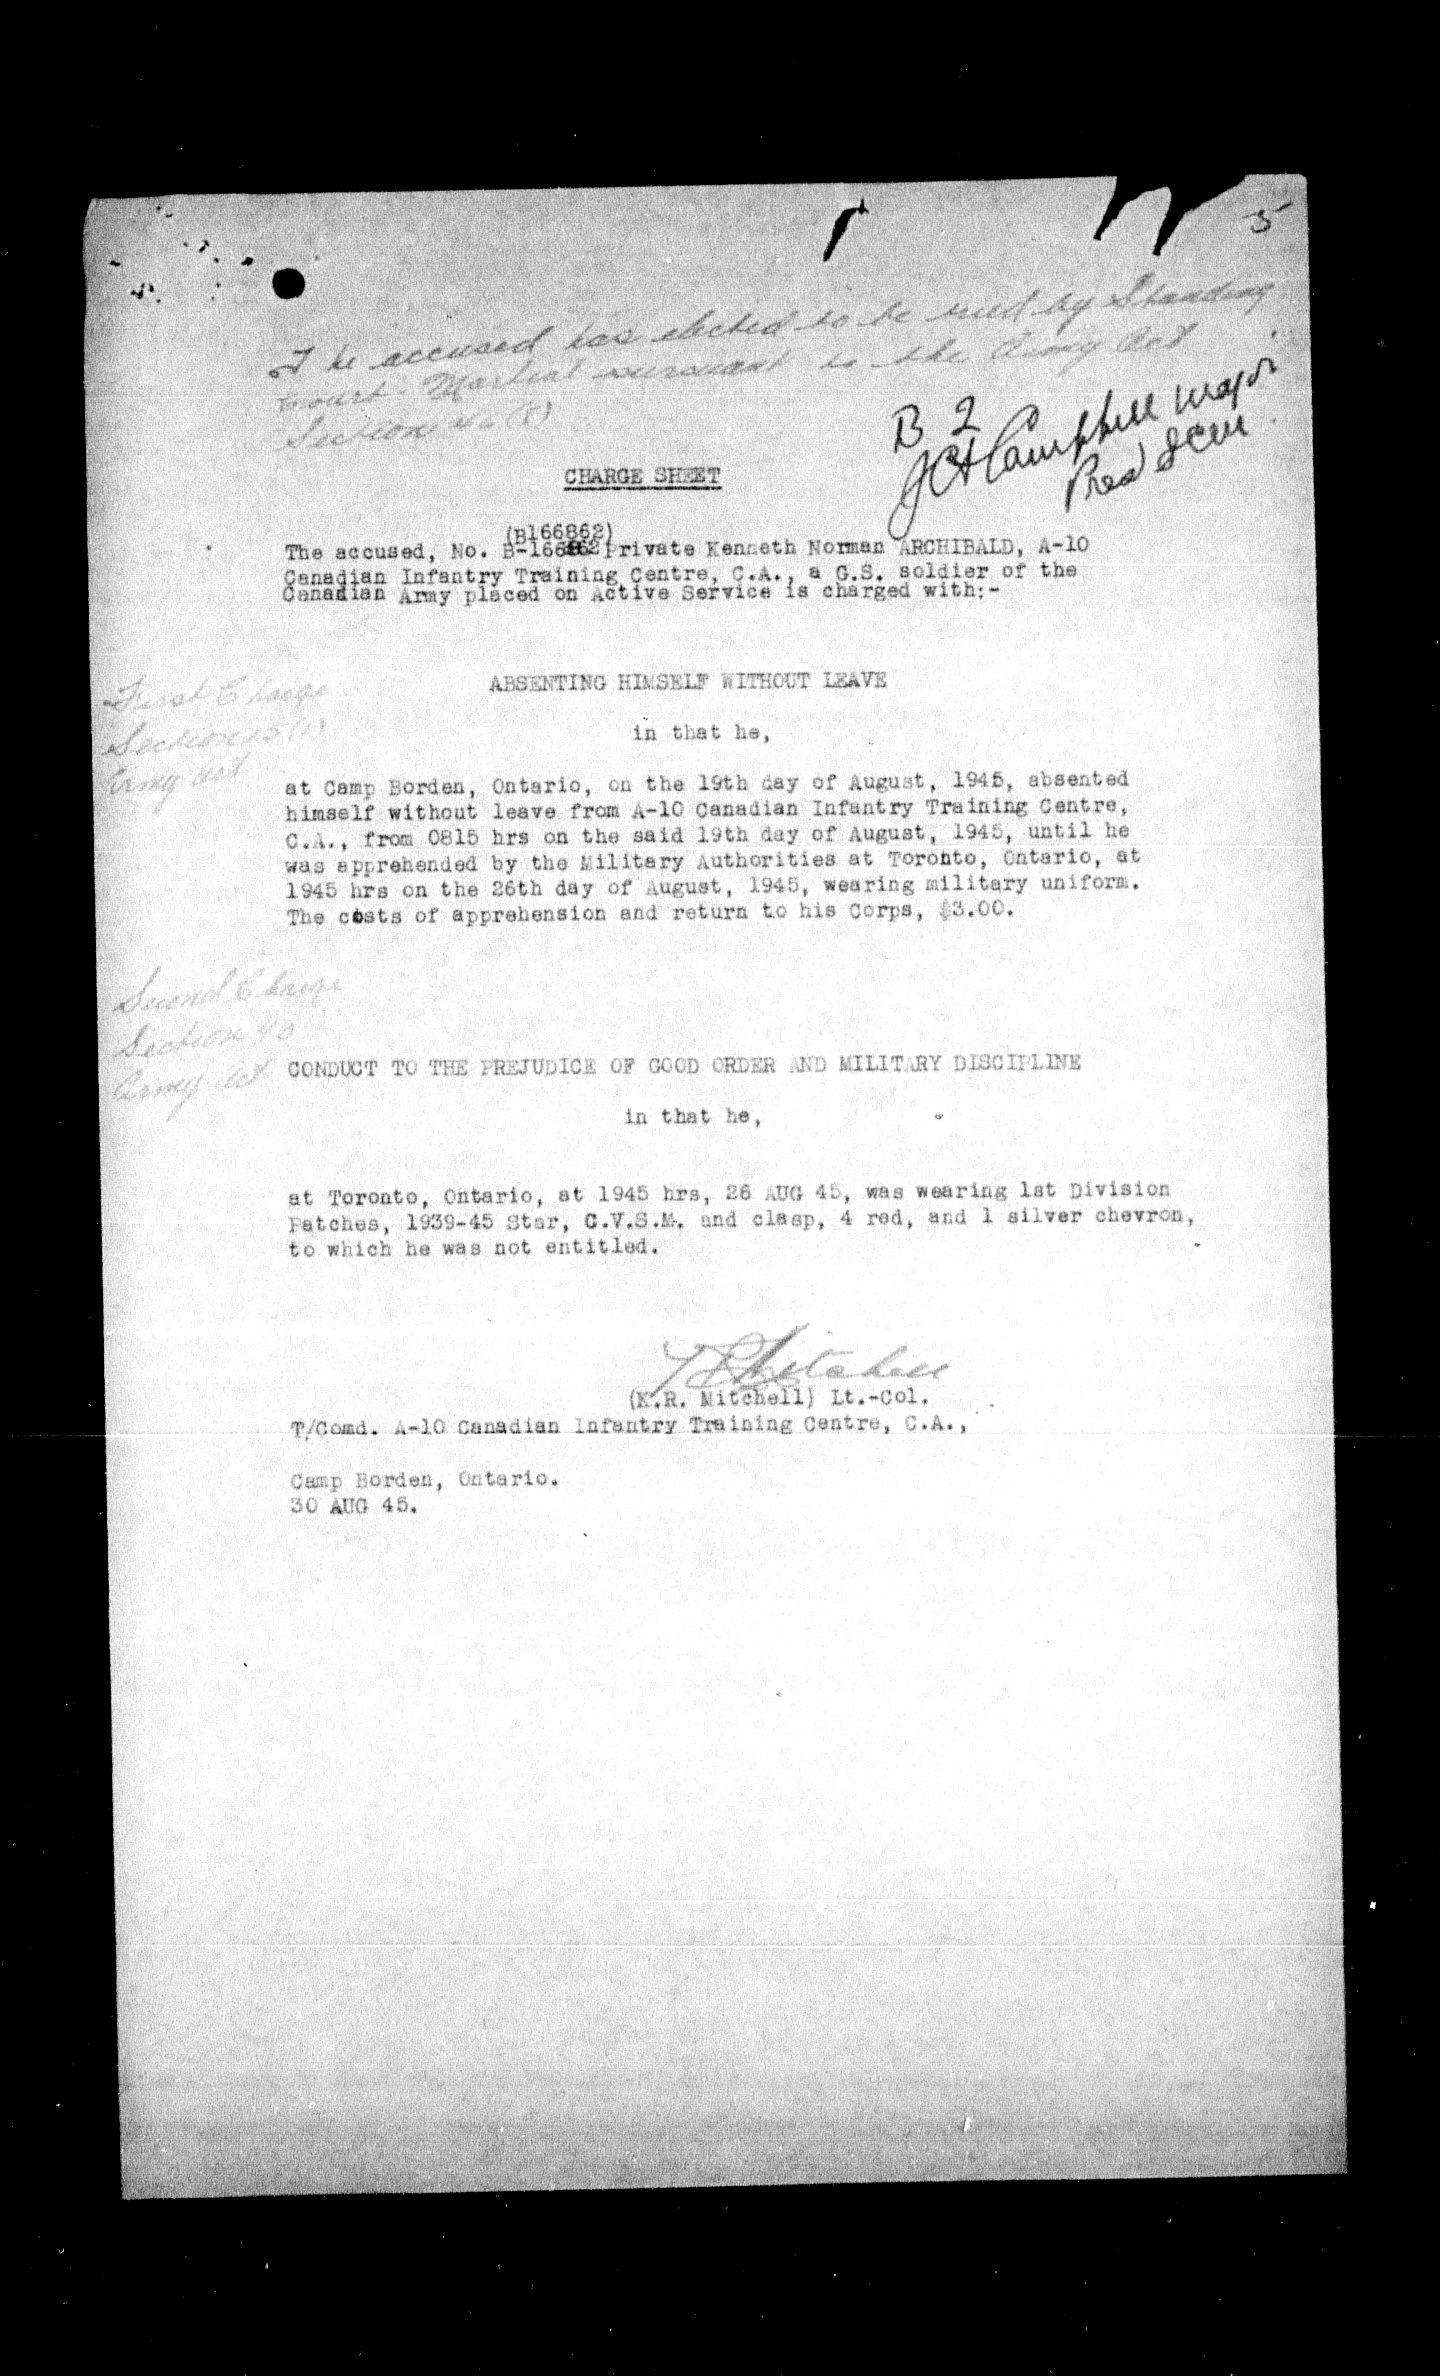 5
The accused has elected to be tried by Standing
Court-Martial pursuant to the Army Act
Section 46 (8)
B 2
JCA Campbell Major
Pres SCM
CHARGE SHEET
(B166862)
The accused, No. B-166862 Private Kenneth Norman ARCHIBALD, A-10
Canadian Infantry Training Centre, C.A., a G.S. soldier of the
Canadian Army placed on Active Service is charged with:-
First Charge
Section 15 (1)
Army Act
ABSENTING HIMSELF WITHOUT LEAVE
in that he,
at Camp Borden, Ontario, on the 19th day of August, 1945, absented
himself without leave from A-10 Canadian Infantry Training Centre,
C.A., from 0815 hrs on the said 19th day of August, 1945, until he
was apprehended by the Military Authorities at Toronto, Ontario, at
1945 hrs on the 26th day of August, 1945, wearing military uniform.
The costs of apprehension and return to his Corps, $3.00.
Second Charge
Section 40
Army Act
CONDUCT TO THE PREJUDICE OF GOOD ORDER AND MILITARY DISCIPLINE
in that he,
at Toronto, Ontario, at 1945 hrs, 26 AUG 45, was wearing 1st Division
Patches, 1939-45 Star, C.V.S.M. and clasp, 4 red, and 1 silver chevron,
to which he was not entitled.
Mitchell
(K.R. Mitchell) Lt.-Col.
T/Comd. A-10 Canadian Infantry Training Centre, C.A.,
Camp Borden, Ontario.
30 AUG 45.